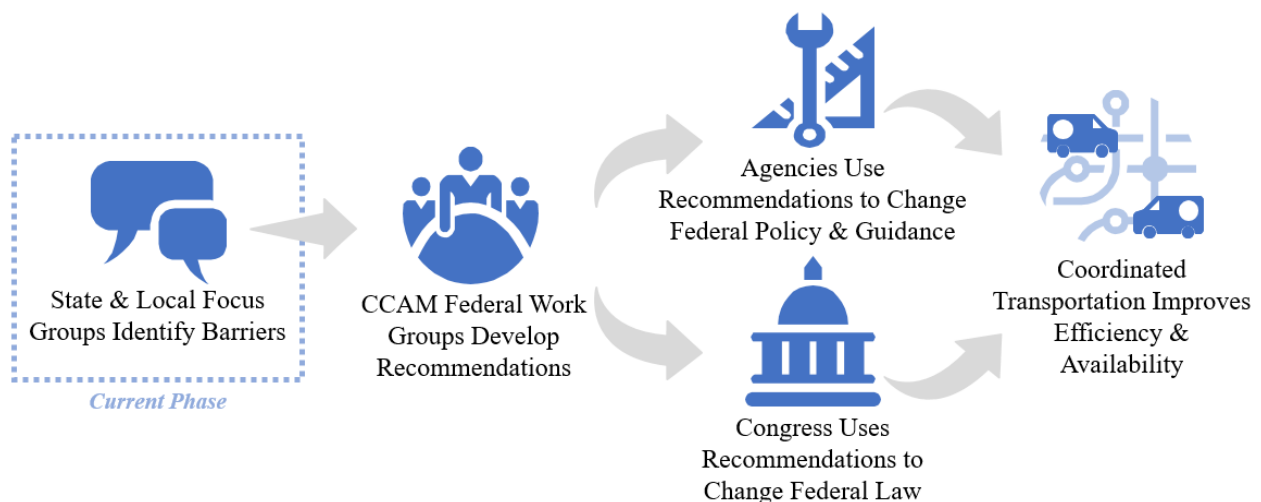 State & Local Focus
Groups Identify Barriers
Current Phase
CCAM Federal Work
Groups Develop
Recommendations
Agencies Use
Recommendations to Change
Federal Policy & Guidance
Congress Uses
Recommendations to
Change Federal Law
Coordinated
Transportation Improves
Efficiency &
Availability